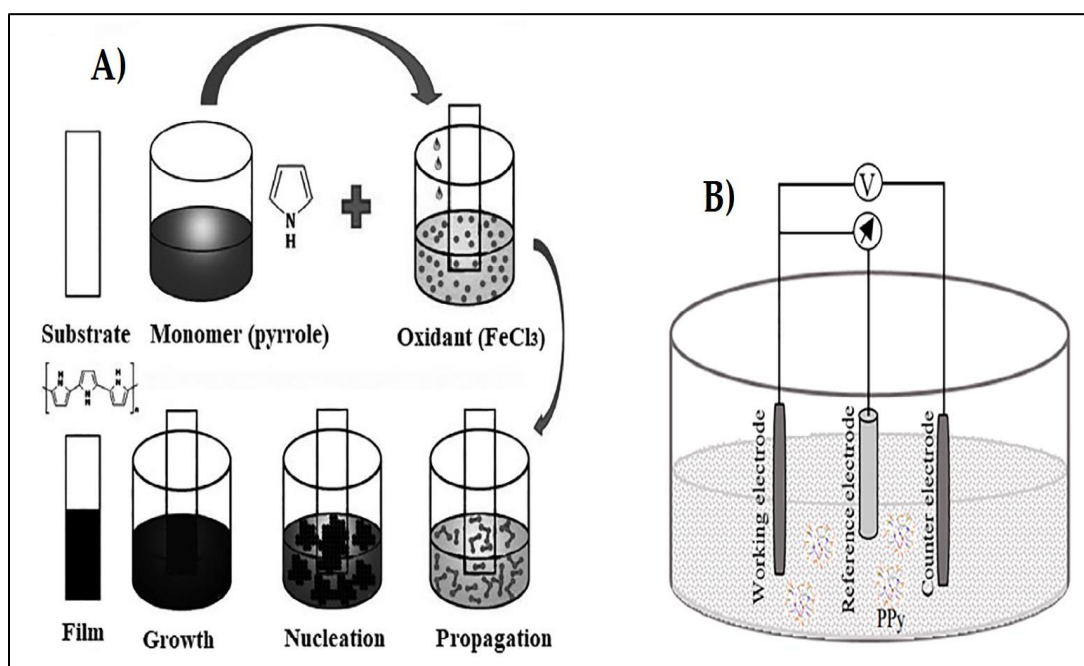 A)
N
H
Substrate
Monomer (pyrrole)
Oxidant (FeCl3)
H
N
N
H
H
N
n
Film
Growth
Nucleation
Propagation
B)
V
Working electrode
Reference electrode
Counter electrode
PPy